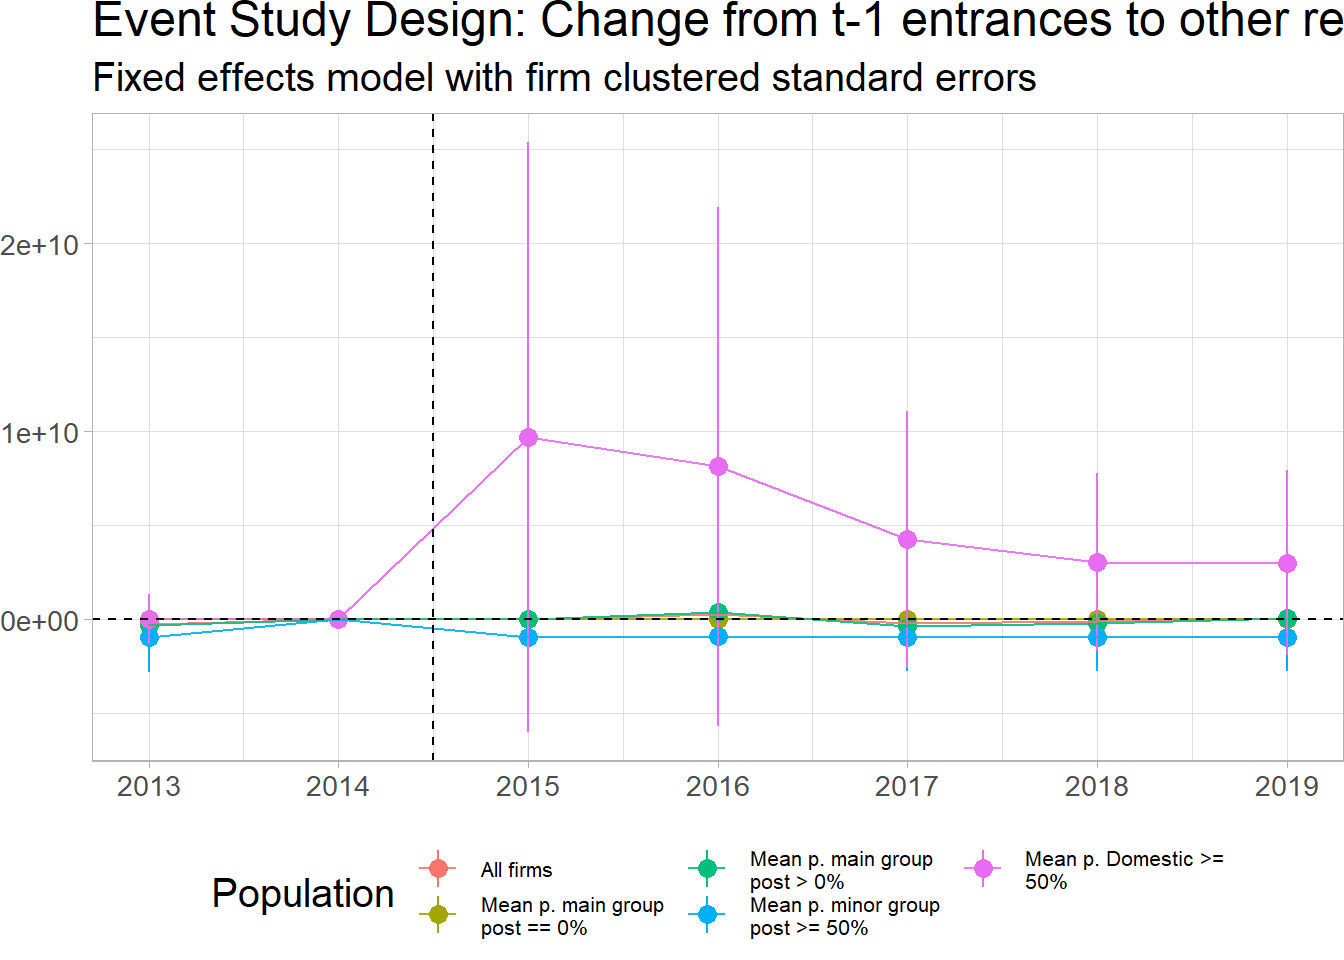 Event Study Design: Change from t-1 entrances to other re
Fixed effects model with firm clustered standard errors
2e+10
1e+10
0e+00
2013 2014 2015 2016 2017 2018 2019
Population
All firms
Mean p. main group
post == 0%
Mean p. main group
post > 0%
Mean p. minor group
post >= 50%
Mean p. Domestic >=
50%